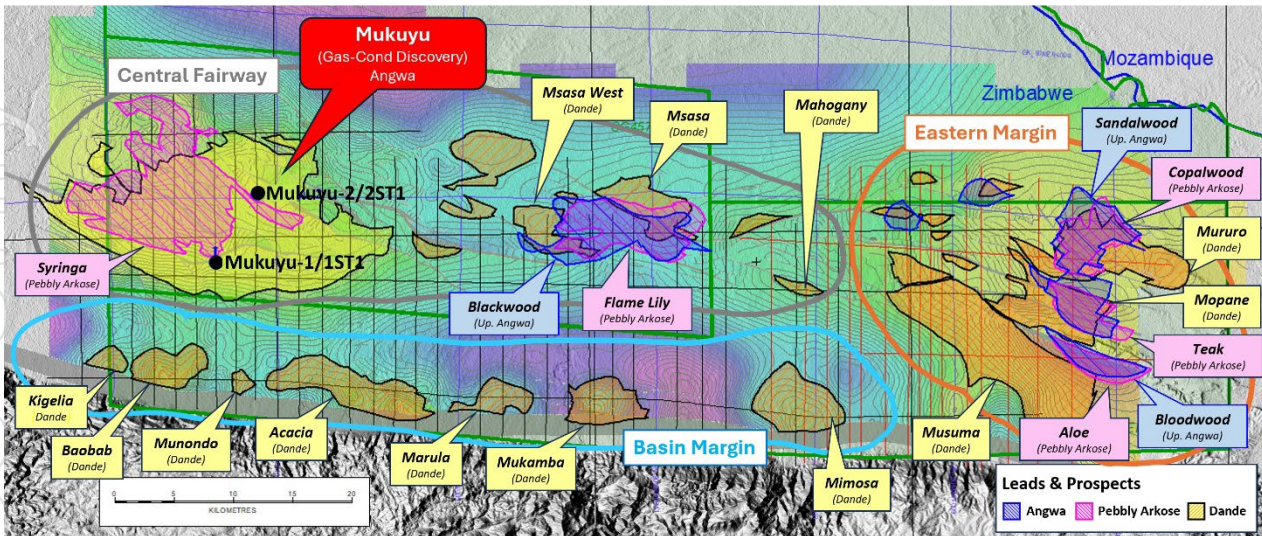 Mukuyu
(Gas-Cond Discovery)
Angwa
Central Fairway
Msasa West
(Dande)
Msasa
(Dande)
Mahogany
(Dande)
Mozambique
Zimbabwe
Eastern Margin
Sandalwood
(Up. Angwa)
Copalwood
(Pebbly Arkose)
Mururo
(Dande)
Mukuyu-2/2ST1
Mukuyu-1/1ST1
Syringa
(Pebbly Arkose)
Blackwood
(Up. Angwa)
Flame Lily
(Pebbly Arkose)
Mopane
(Dande)
Teak
(Pebbly Arkose)
Bloodwood
(Up. Angwa)
Kigelia
Dande
Baobab
(Dande)
Munondo
(Dande)
Acacia
(Dande)
Marula
(Dande)
Mukamba
(Dande)
Basin Margin
Mimosa
(Dande)
Musuma
(Dande)
Aloe
(Pebbly Arkose)
0 5 10 15 20
KILOMETRES
Leads & Prospects
Angwa Pebbly Arkose Dande